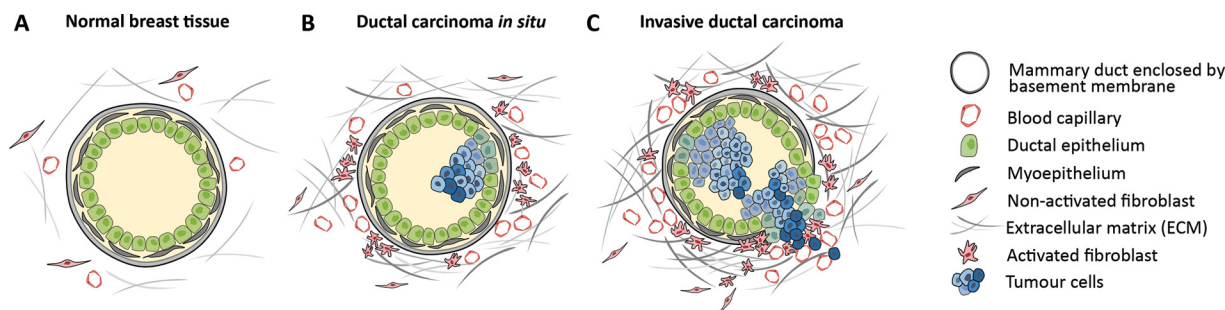 A Normal breast tissue
B Ductal carcinoma in situ
C Invasive ductal carcinoma
Mammary duct enclosed by
basement membrane
Blood capillary
Ductal epithelium
Myoepithelium
Non-activated fibroblast
Extracellular matrix (ECM)
Activated fibroblast
Tumour cells